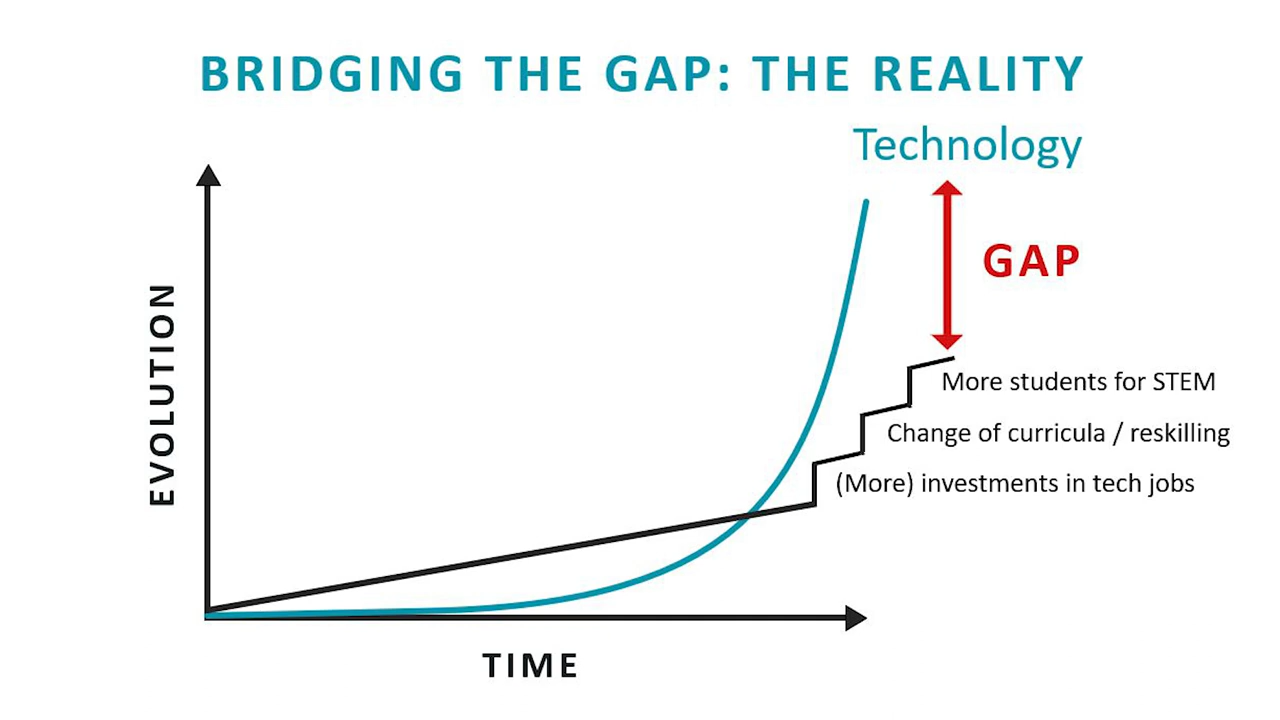 BRIDGING THE GAP: THE REALITY
Technology
GAP
EVOLUTION
More students for STEM
Change of curricula / reskilling
(More) investments in tech jobs
TIME